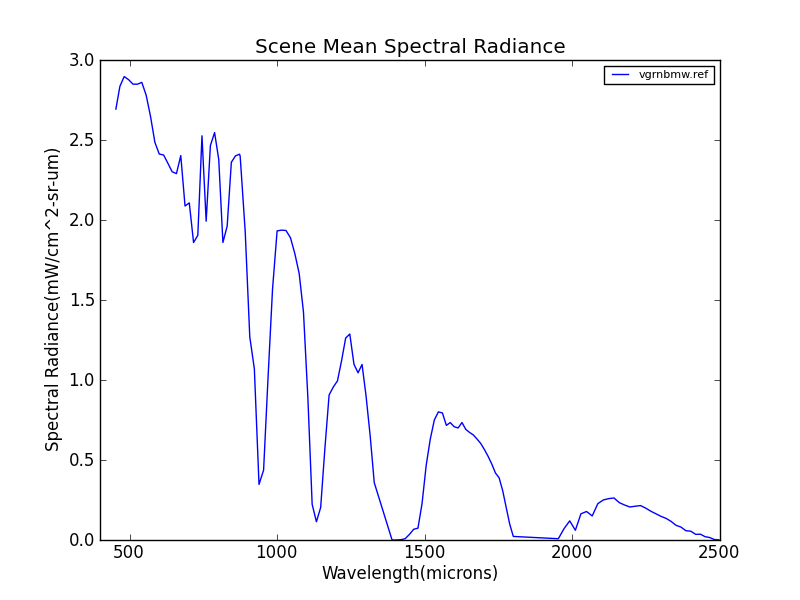 Scene Mean Spectral Radiance
vgrnbmw.ref
3.0
2.5
2.0
1.5
1.0
0.5
0.0
Spectral Radiance(mW/cm^2-sr-um)
500 1000 1500 2000 2500
Wavelength(microns)